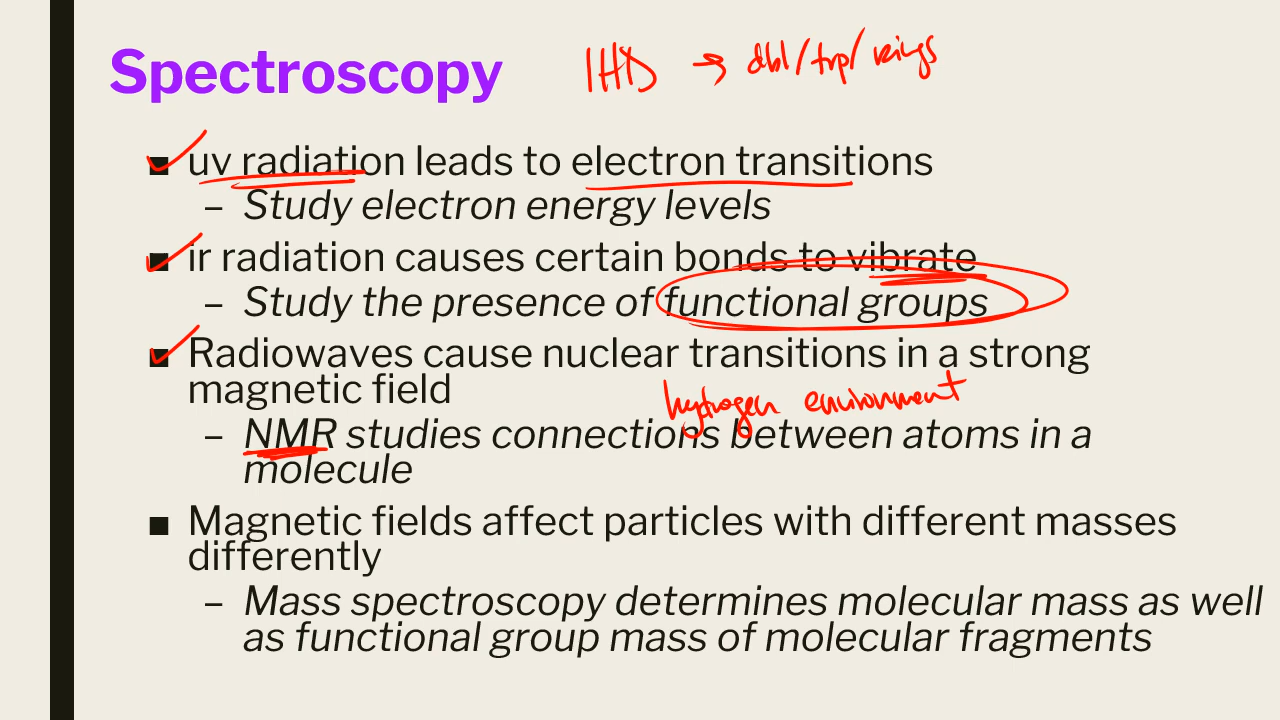 Spectroscopy IHD → dbl/trp/rings
■ uv radiation leads to electron transitions
– Study electron energy levels
■ ir radiation causes certain bonds to vibrate
– Study the presence of functional groups
■ Radiowaves cause nuclear transitions in a strong
magnetic field
hydrogen environment
– NMR studies connections between atoms in a
molecule
■ Magnetic fields affect particles with different masses
differently
– Mass spectroscopy determines molecular mass as well
as functional group mass of molecular fragments